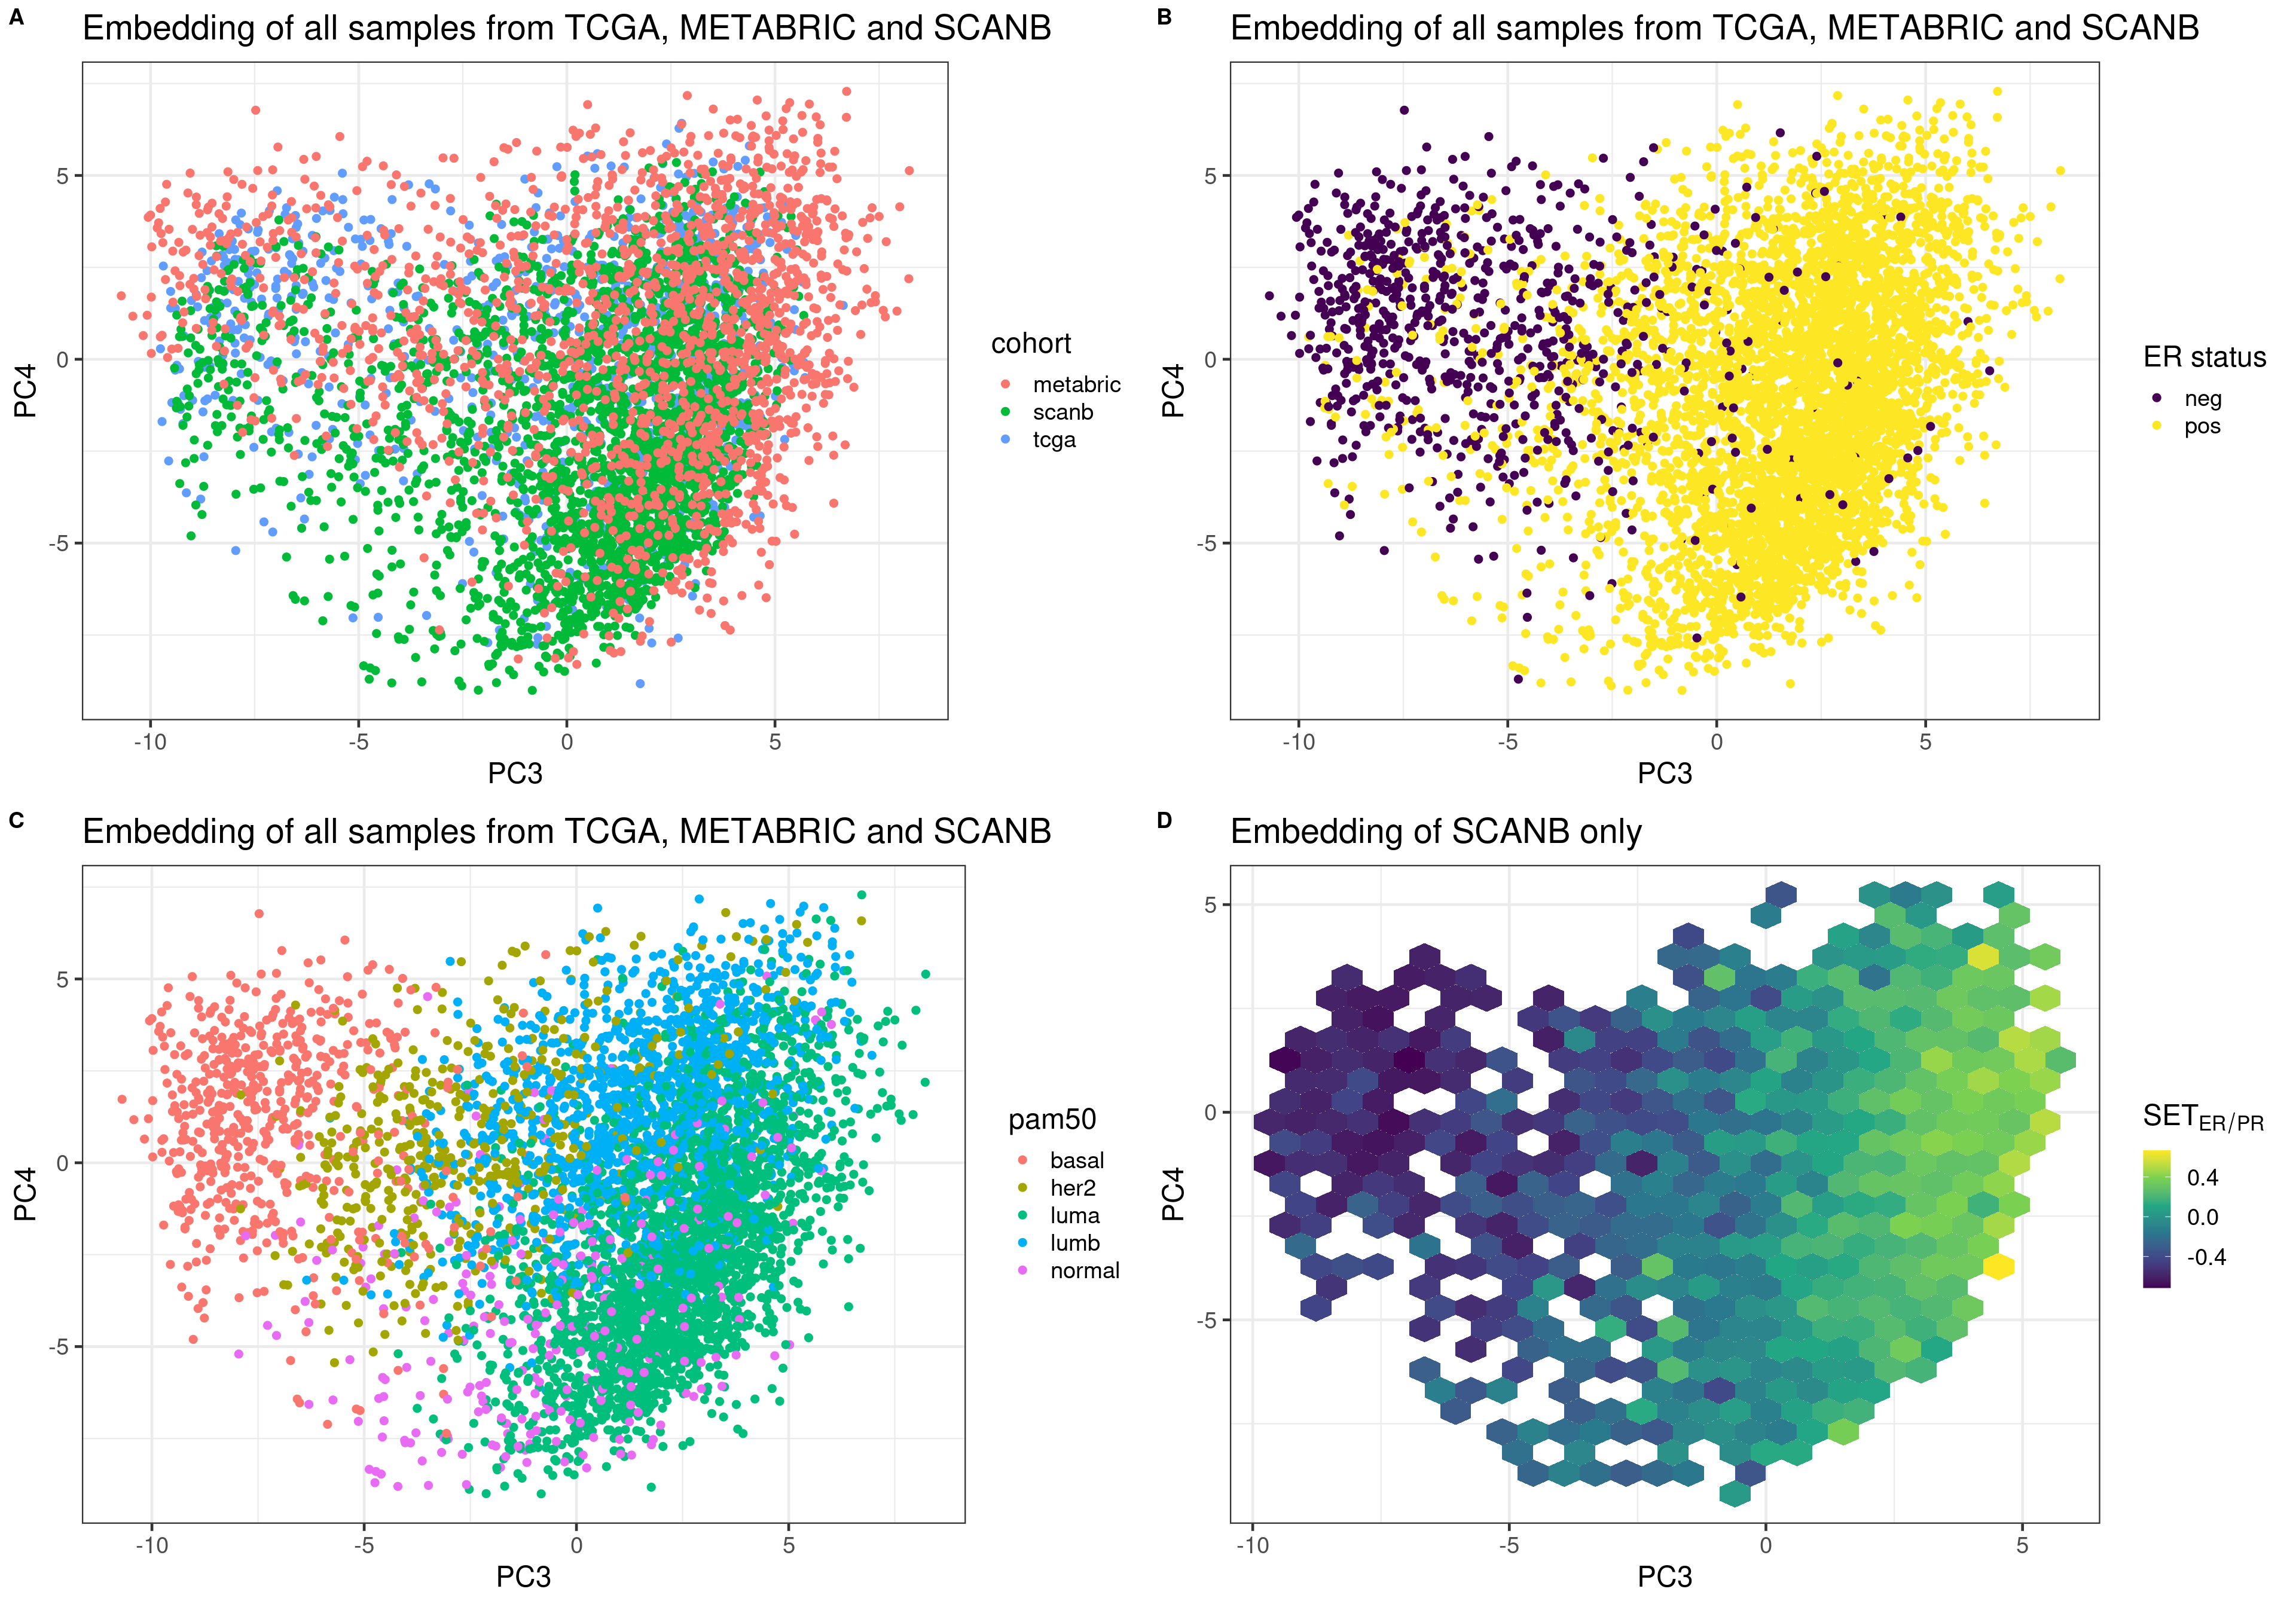 A
Embedding of all samples from TCGA, METABRIC and SCANB
5
0
-5
-10
-5
0
5
PC4
PC3
cohort
metabric
scanb
tcga
B
Embedding of all samples from TCGA, METABRIC and SCANB
5
0
-5
-10
-5
0
5
PC4
PC3
ER status
neg
pos
C
Embedding of all samples from TCGA, METABRIC and SCANB
5
0
-5
-10
-5
0
5
PC4
PC3
pam50
basal
her2
luma
lumb
normal
D
Embedding of SCANB only
5
0
-5
-10
-5
0
5
PC4
PC3
SETER/PR
0.4
0.0
-0.4